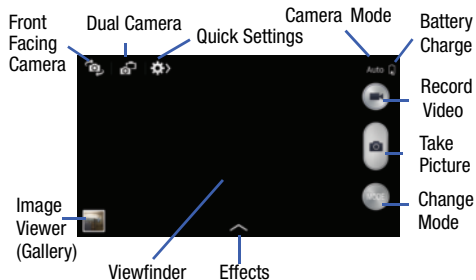 Front
Facing
Camera
Dual Camera
Quick Settings
Camera Mode
Battery
Charge
Auto
Record
Video
Take
Picture
MODE
Change
Mode
Image
Viewer
(Gallery)
Viewfinder
Effects